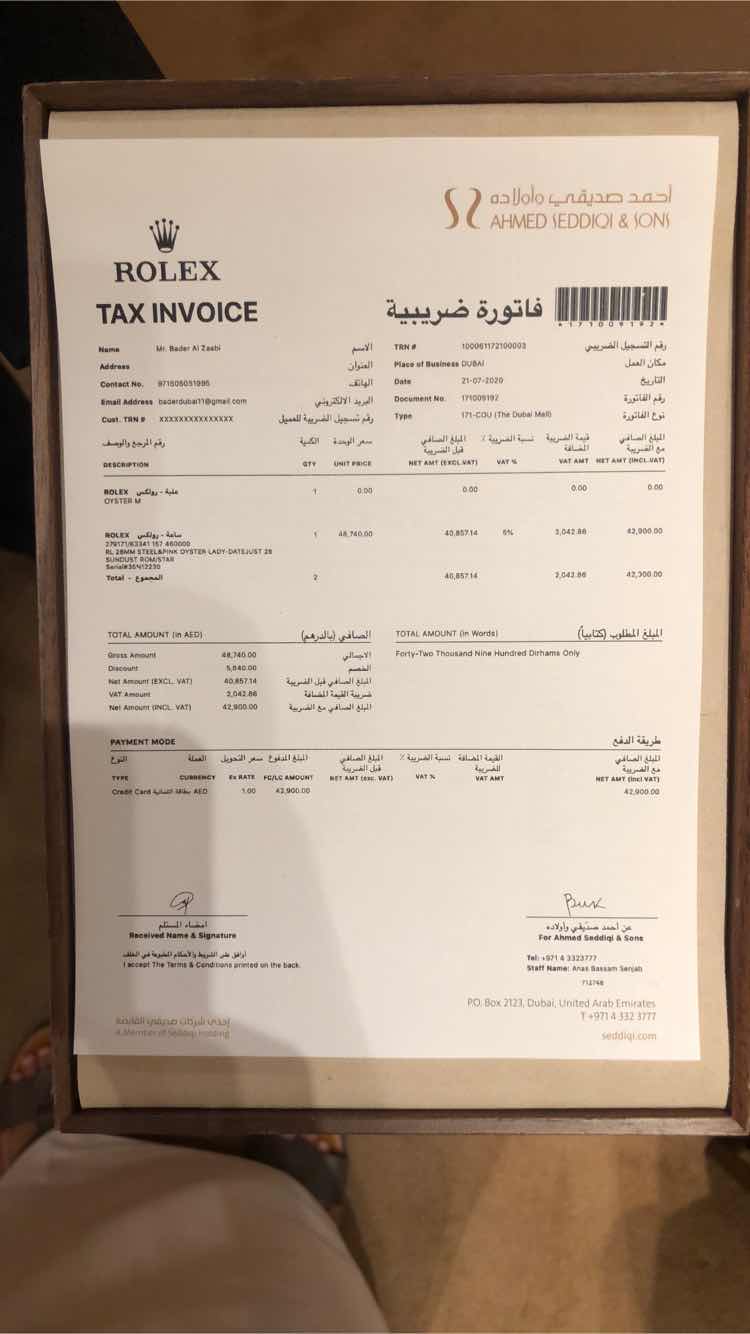 أحمد صديقي وأولاده
AHMED SEDDIQI & SONS
ROLEX
TAX INVOICE
فاتورة ضريبية
*171009192*
Name Mr. Bader Al Zaabi الاسم
Address العنوان
Contact No. الهاتف
Email Address baderdubai11@gmail.com البريد الالكتروني
Cust. TRN # XXXXXXXXXXXXXXX رقم تسجيل الضريبة للعميل
TRN # 100061172100003 رقم التسجيل الضريبي
Place of Business DUBAI مكان العمل
Date 21-07-2020 التاريخ
Document No. 171009192 رقم الفاتورة
Type 171-COU (The Dubai Mall) نوع الفاتورة
رقم المرجع والوصف الكمية سعر الوحدة المبلغ الصافي قبل الضريبة نسبة الضريبة ٪ قيمة الضريبة المضافة المبلغ الصافي مع الضريبة
DESCRIPTION QTY UNIT PRICE NET AMT (EXCL.VAT) VAT % VAT AMT NET AMT (INCL.VAT)
ROLEX علبة - رولكس 1 0.00 0.00 0.00 0.00
OYSTER M
ROLEX ساعة - رولكس 1 48,740.00 40,857.14 5% 2,042.86 42,900.00
279171/63341 157 460000
RL 28MM STEEL&PINK OYSTER LADY-DATEJUST 28
SUNDUST ROM/STAR
Total - المجموع 2 40,857.14 2,042.86
TOTAL AMOUNT (in AED) الصافي (بالدرهم)
Gross Amount 48,740.00 الاجمالي
Discount 5,840.00 الخصم
Net Amount (EXCL. VAT) 40,857.14 المبلغ الصافي قبل الضريبة
VAT Amount 2,042.86 قيمة الضريبة المضافة
Net Amount (INCL. VAT) 42,900.00 المبلغ الصافي مع الضريبة
TOTAL AMOUNT (in Words) المبلغ المطلوب (كتابياً)
Forty-Two Thousand Nine Hundred Dirhams Only
PAYMENT MODE طريقة الدفع
النوع العملة سعر التحويل المبلغ المدفوع المبلغ الصافي قبل الضريبة نسبة الضريبة ٪ القيمة المضافة للضريبة المبلغ الصافي مع الضريبة
TYPE CURRENCY Ex RATE FC/LC AMOUNT NET AMT (exc. VAT) VAT % VAT AMT NET AMT (incl VAT)
Credit Card بطاقة ائتمانية AED 1.00 42,900.00 42,900.00
امضاء المستلم
Received Name & Signature
أوافق على الشروط والأحكام المطبوعة في الخلف
I accept The Terms & Conditions printed on the back.
عن أحمد صديقي وأولاده
For Ahmed Seddiqi & Sons
Tel: +971 4 3323777
Staff Name: Anas Bassam Senjab
P.O. Box 2123, Dubai, United Arab Emirates
T +971 4 332 3777
seddiqi.com
إحدى شركات صديقي القابضة
A Member of Seddiqi Holding